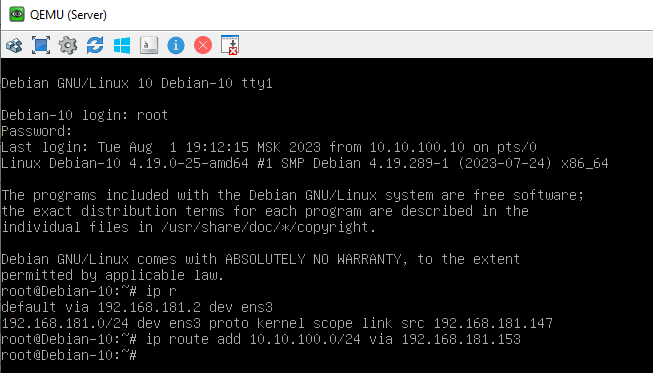 QEMU (Server)
Debian GNU/Linux 10 Debian-10 tty1
Debian-10 login: root
Password:
Last login: Tue Aug  1 19:12:15 MSK 2023 from 10.10.100.10 on pts/0
Linux Debian-10 4.19.0-25-amd64 #1 SMP Debian 4.19.289-1 (2023-07-24) x86_64
The programs included with the Debian GNU/Linux system are free software;
the exact distribution terms for each program are described in the
individual files in /usr/share/doc/*/copyright.
Debian GNU/Linux comes with ABSOLUTELY NO WARRANTY, to the extent
permitted by applicable law.
root@Debian-10:~# ip r
default via 192.168.181.2 dev ens3
192.168.181.0/24 dev ens3 proto kernel scope link src 192.168.181.147
root@Debian-10:~# ip route add 10.10.100.0/24 via 192.168.181.153
root@Debian-10:~#